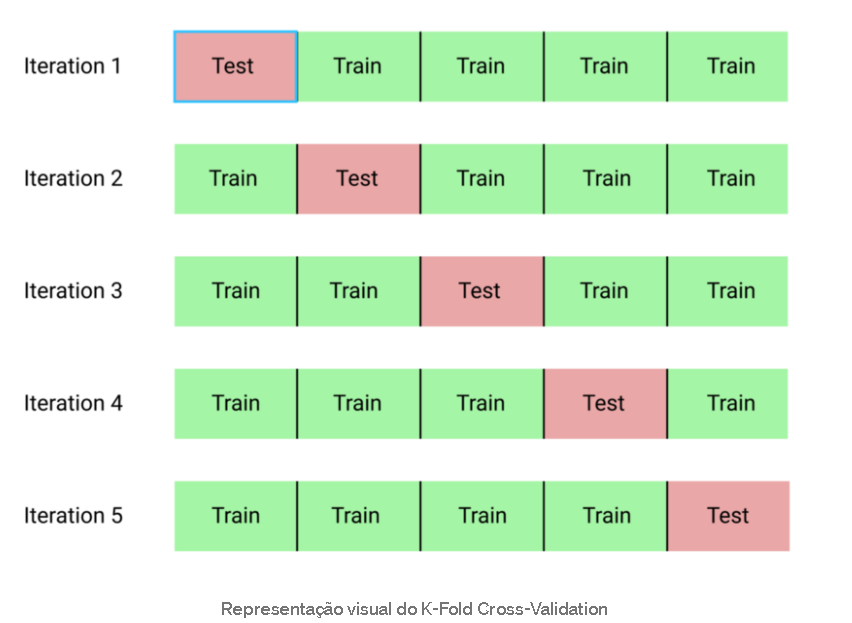 Iteration 1 Test Train Train Train Train
Iteration 2 Train Test Train Train Train
Iteration 3 Train Train Test Train Train
Iteration 4 Train Train Train Test Train
Iteration 5 Train Train Train Train Test
Representação visual do K-Fold Cross-Validation